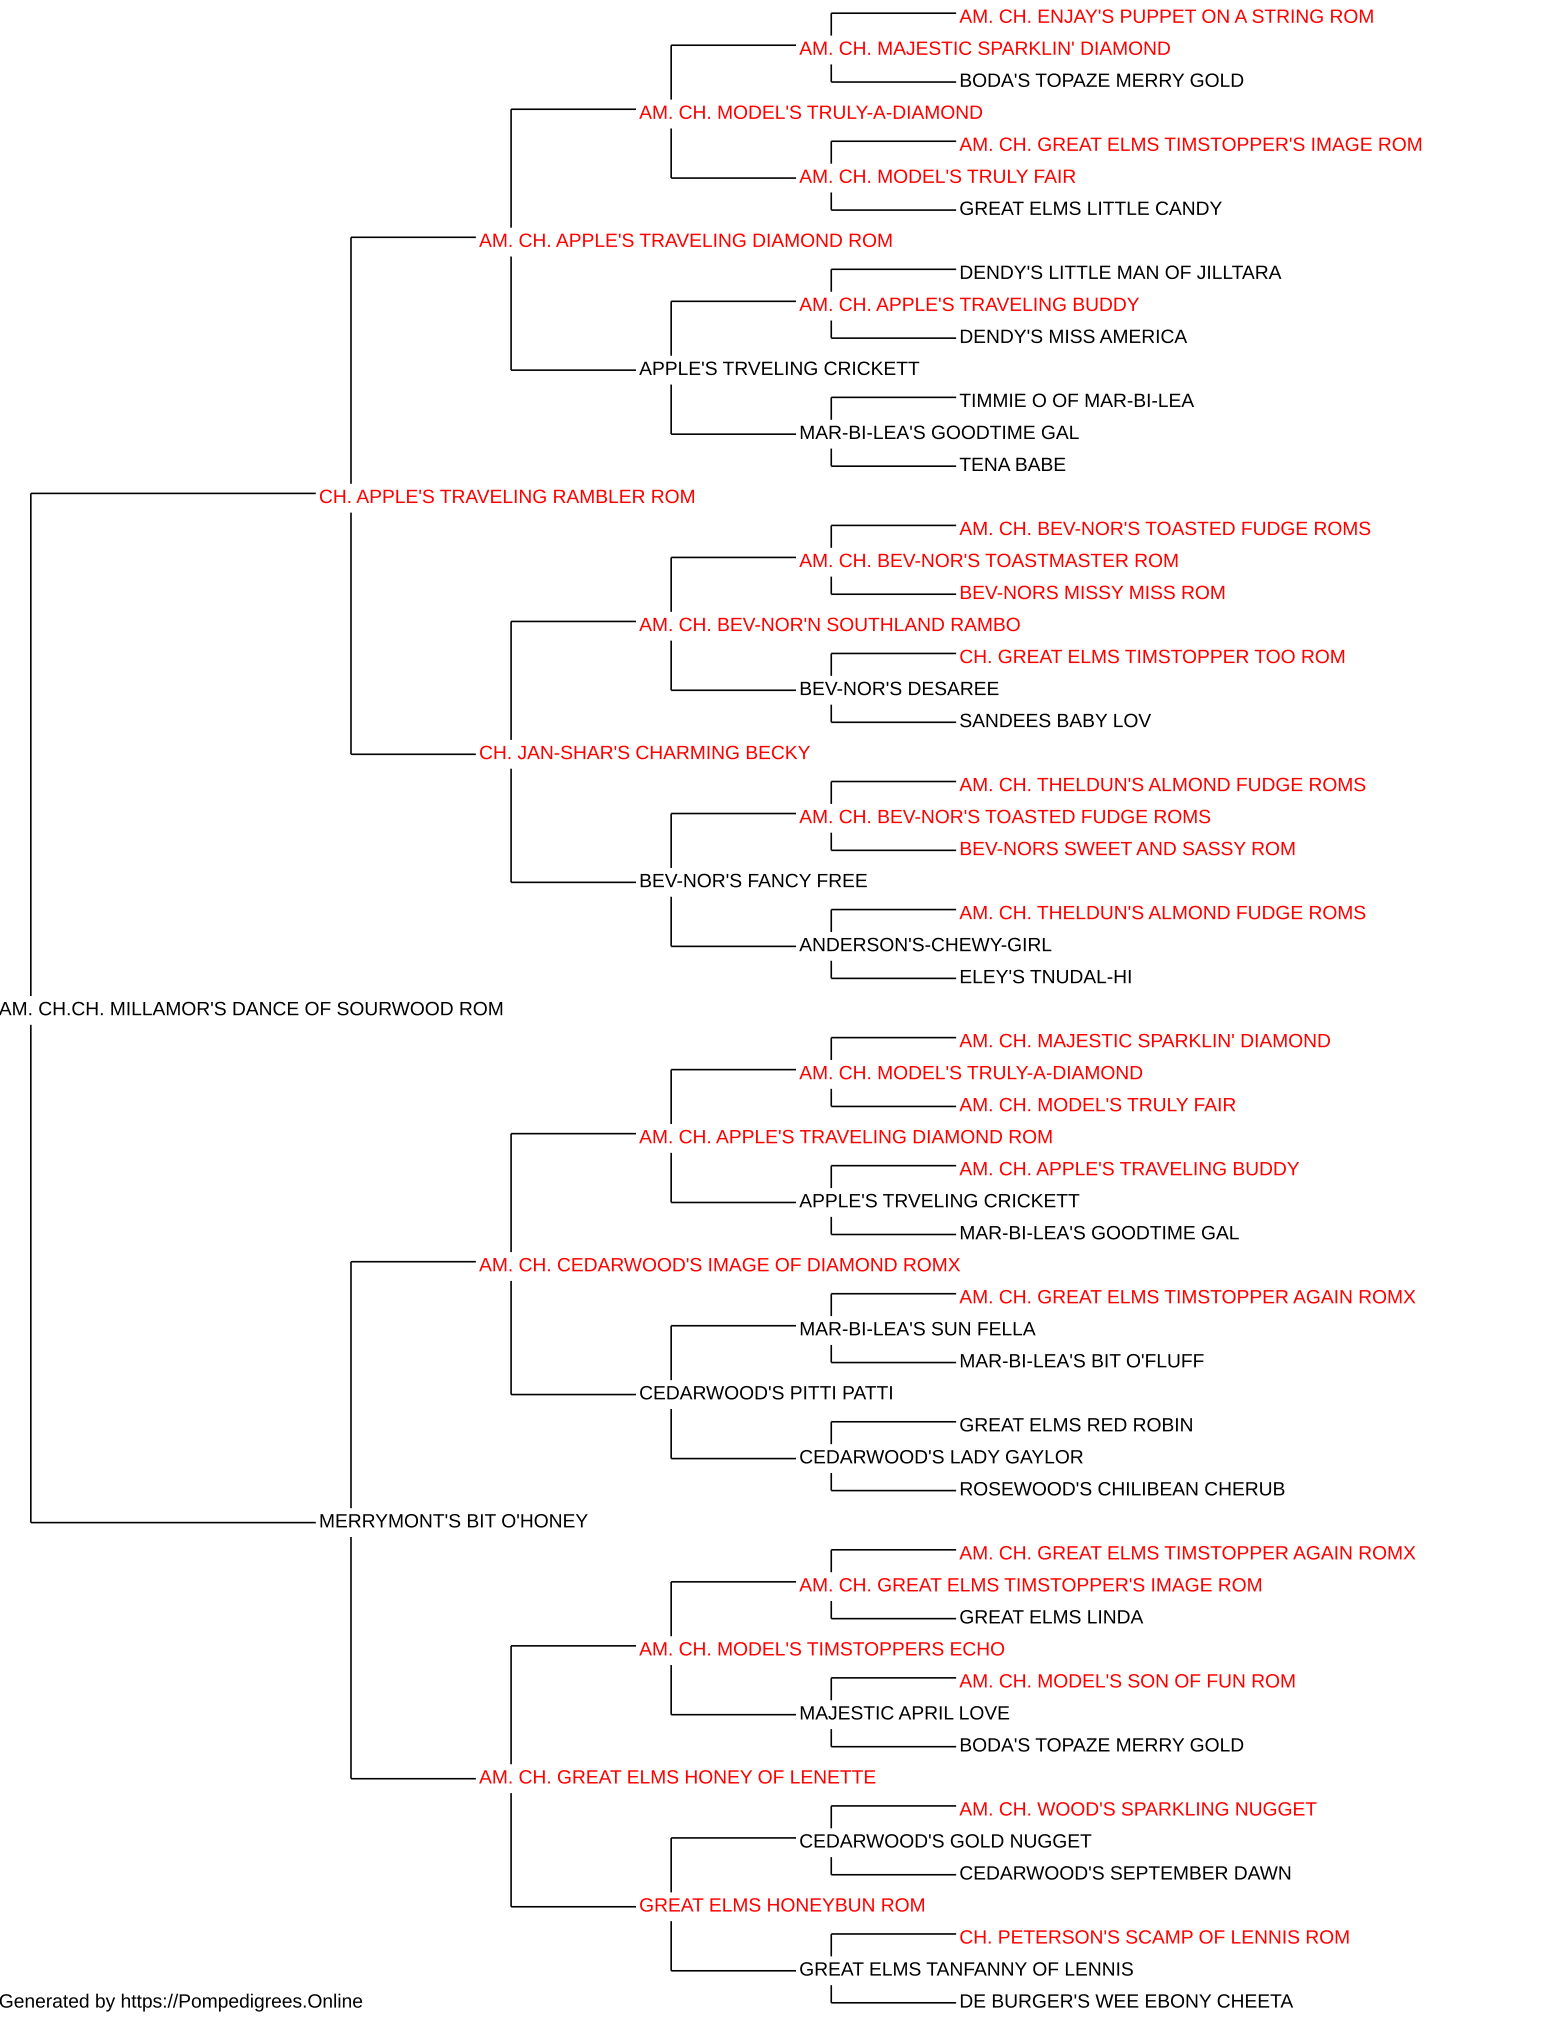 AM. CH. ENJAY'S PUPPET ON A STRING ROM
AM. CH. MAJESTIC SPARKLIN' DIAMOND
BODA'S TOPAZE MERRY GOLD
AM. CH. MODEL'S TRULY-A-DIAMOND
AM. CH. GREAT ELMS TIMSTOPPER'S IMAGE ROM
AM. CH. MODEL'S TRULY FAIR
GREAT ELMS LITTLE CANDY
AM. CH. APPLE'S TRAVELING DIAMOND ROM
DENDY'S LITTLE MAN OF JILLTARA
AM. CH. APPLE'S TRAVELING BUDDY
DENDY'S MISS AMERICA
APPLE'S TRVELING CRICKETT
TIMMIE O OF MAR-BI-LEA
MAR-BI-LEA'S GOODTIME GAL
TENA BABE
CH. APPLE'S TRAVELING RAMBLER ROM
AM. CH. BEV-NOR'S TOASTED FUDGE ROMS
AM. CH. BEV-NOR'S TOASTMASTER ROM
BEV-NORS MISSY MISS ROM
AM. CH. BEV-NOR'N SOUTHLAND RAMBO
CH. GREAT ELMS TIMSTOPPER TOO ROM
BEV-NOR'S DESAREE
SANDEES BABY LOV
CH. JAN-SHAR'S CHARMING BECKY
AM. CH. THELDUN'S ALMOND FUDGE ROMS
AM. CH. BEV-NOR'S TOASTED FUDGE ROMS
BEV-NORS SWEET AND SASSY ROM
BEV-NOR'S FANCY FREE
AM. CH. THELDUN'S ALMOND FUDGE ROMS
ANDERSON'S-CHEWY-GIRL
ELEY'S TNUDAL-HI
AM. CH.CH. MILLAMOR'S DANCE OF SOURWOOD ROM
AM. CH. MAJESTIC SPARKLIN' DIAMOND
AM. CH. MODEL'S TRULY-A-DIAMOND
AM. CH. MODEL'S TRULY FAIR
AM. CH. APPLE'S TRAVELING DIAMOND ROM
AM. CH. APPLE'S TRAVELING BUDDY
APPLE'S TRVELING CRICKETT
MAR-BI-LEA'S GOODTIME GAL
AM. CH. CEDARWOOD'S IMAGE OF DIAMOND ROMX
AM. CH. GREAT ELMS TIMSTOPPER AGAIN ROMX
MAR-BI-LEA'S SUN FELLA
MAR-BI-LEA'S BIT O'FLUFF
CEDARWOOD'S PITTI PATTI
GREAT ELMS RED ROBIN
CEDARWOOD'S LADY GAYLOR
ROSEWOOD'S CHILIBEAN CHERUB
MERRYMONT'S BIT O'HONEY
AM. CH. GREAT ELMS TIMSTOPPER AGAIN ROMX
AM. CH. GREAT ELMS TIMSTOPPER'S IMAGE ROM
GREAT ELMS LINDA
AM. CH. MODEL'S TIMSTOPPERS ECHO
AM. CH. MODEL'S SON OF FUN ROM
MAJESTIC APRIL LOVE
BODA'S TOPAZE MERRY GOLD
AM. CH. GREAT ELMS HONEY OF LENETTE
AM. CH. WOOD'S SPARKLING NUGGET
CEDARWOOD'S GOLD NUGGET
CEDARWOOD'S SEPTEMBER DAWN
GREAT ELMS HONEYBUN ROM
CH. PETERSON'S SCAMP OF LENNIS ROM
GREAT ELMS TANFANNY OF LENNIS
DE BURGER'S WEE EBONY CHEETA
Generated by https://Pompedigrees.Online